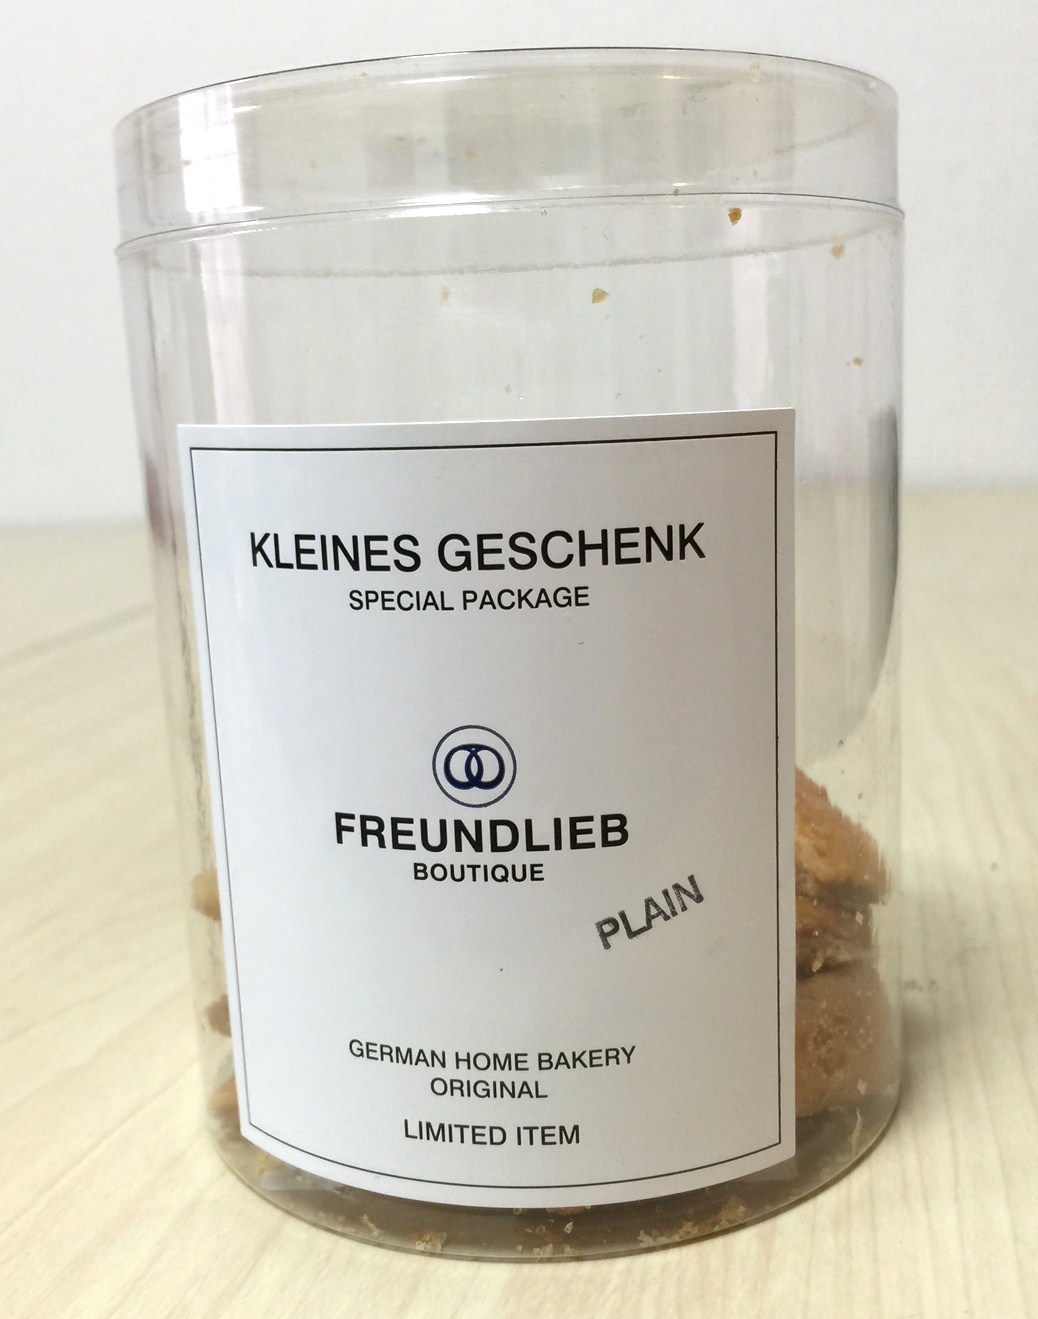 KLEINES GESCHENK
SPECIAL PACKAGE
FREUNDLIEB
BOUTIQUE
PLAIN
GERMAN HOME BAKERY
ORIGINAL
LIMITED ITEM